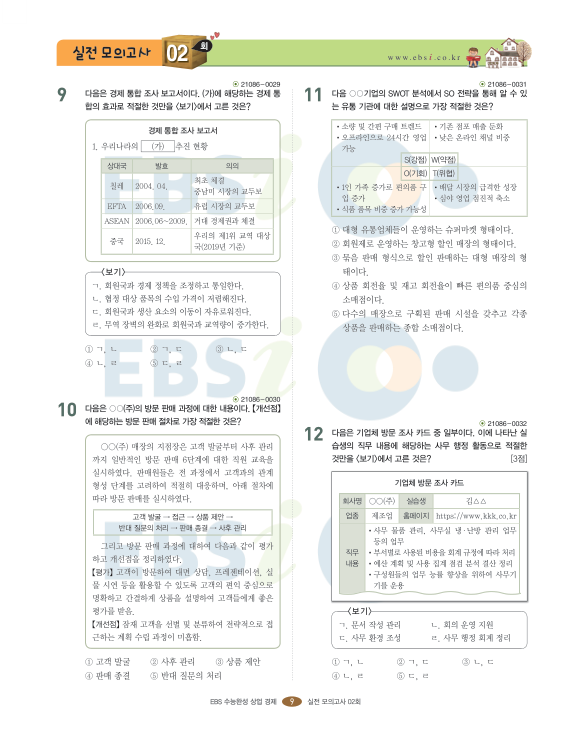 실전 모의고사 02 회
www.ebsi.co.kr
21086-0029
9 다음은 경제 통합 조사 보고서이다. (가)에 해당하는 경제 통
합의 효과로 적절한 것만을 <보기>에서 고른 것은?
경제 통합 조사 보고서
1. 우리나라의 (가) 추진 현황
상대국 발효 의의
칠레 2004. 04. 최초 체결
중남미 시장의 교두보
EFTA 2006.09. 유럽 시장의 교두보
ASEAN 2006.06~2009. 거대 경제권과 체결
중국 2015. 12. 우리의 제1위 교역 대상
국(2019년 기준)
<보기>
ㄱ. 회원국과 경제 정책을 조정하고 통일한다.
ㄴ. 협정 대상 품목의 수입 가격이 저렴해진다.
ㄷ. 회원국과 생산 요소의 이동이 자유로워진다.
ㄹ. 무역 장벽의 완화로 회원국과 교역량이 증가한다.
① ㄱ, ㄴ ② ㄱ, ㄷ ③ ㄴ, ㄷ
④ ㄴ, ㄹ ⑤ ㄷ, ㄹ
21086-0030
10 다음은 ○○(주)의 방문 판매 과정에 대한 내용이다. 【개선점】
에 해당하는 방문 판매 절차로 가장 적절한 것은?
○○(주) 매장의 지점장은 고객 발굴부터 사후 관리
까지 일반적인 방문 판매 6단계에 대한 직원 교육을
실시하였다. 판매원들은 전 과정에서 고객과의 관계
형성 단계를 고려하여 적절히 대응하며, 아래 절차에
따라 방문 판매를 실시하였다.
고객 발굴 → 접근 → 상품 제안 →
반대 질문의 처리 → 판매 종결 → 사후 관리
그리고 방문 판매 과정에 대하여 다음과 같이 평가
하고 개선점을 정리하였다.
【평가】 고객이 방문하여 대면 상담, 프레젠테이션, 실
물 시연 등을 활용할 수 있도록 고객의 편익 중심으로
명확하고 간결하게 상품을 설명하여 고객들에게 좋은
평가를 받음.
【개선점】 잠재 고객을 선별 및 분류하여 전략적으로 접
근하는 계획 수립 과정이 미흡함.
① 고객 발굴 ② 사후 관리 ③ 상품 제안
④ 판매 종결 ⑤ 반대 질문의 처리
21086-0031
11 다음 ○○기업의 SWOT 분석에서 SO 전략을 통해 알 수 있
는 유통 기관에 대한 설명으로 가장 적절한 것은?
• 소량 및 간편 구매 트렌드 • 기존 점포 매출 둔화
• 오프라인으로 24시간 영업 • 낮은 온라인 채널 비중
가능
S(강점) W(약점)
O(기회) T(위협)
• 1인 가족 증가로 편의품 구 • 배달 시장의 급격한 성장
입 증가 • 심야 영업 점진적 축소
• 식품 품목 비중 증가 가능성
① 대형 유통업체들이 운영하는 슈퍼마켓 형태이다.
② 회원제로 운영하는 창고형 할인 매장의 형태이다.
③ 묶음 판매 형식으로 할인 판매하는 대형 매장의 형
태이다.
④ 상품 회전율 및 재고 회전율이 빠른 편의품 중심의
소매점이다.
⑤ 다수의 매장으로 구획된 판매 시설을 갖추고 각종
상품을 판매하는 종합 소매점이다.
21086-0032
12 다음은 기업체 방문 조사 카드 중 일부이다. 이에 나타난 실
습생의 직무 내용에 해당하는 사무 행정 활동으로 적절한
것만을 <보기>에서 고른 것은? [3점]
기업체 방문 조사 카드
회사명 ○○(주) 실습생 김△△
업종 제조업 홈페이지 https://www.kkk.co.kr
직무
내용
• 사무 물품 관리, 사무실 냉·난방 관리 업무
등의 업무
• 부서별로 사용된 비용을 회계 규정에 따라 처리
• 예산 계획 및 사용 집계 점검 분석 결산 정리
• 구성원들의 업무 능률 향상을 위하여 사무기
기를 운용
<보기>
ㄱ. 문서 작성 관리 ㄴ. 회의 운영 지원
ㄷ. 사무 환경 조성 ㄹ. 사무 행정 회계 정리
① ㄱ, ㄴ ② ㄱ, ㄷ ③ ㄴ, ㄷ
④ ㄴ, ㄹ ⑤ ㄷ, ㄹ
EBS 수능완성 상업 경제 9 실전 모의고사 02회